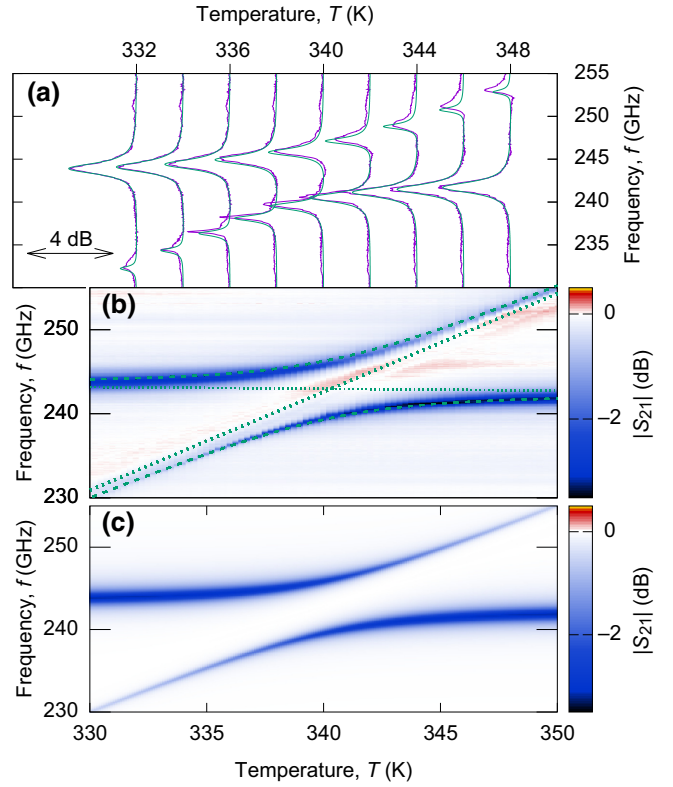 Temperature, T (K)
332 336 340 344 348
(a)
255
250
245
240
235
Frequency, f (GHz)
4 dB
(b)
250
240
230
Frequency, f (GHz)
0
−2
|S21| (dB)
(c)
250
240
230
Frequency, f (GHz)
0
−2
|S21| (dB)
330 335 340 345 350
Temperature, T (K)